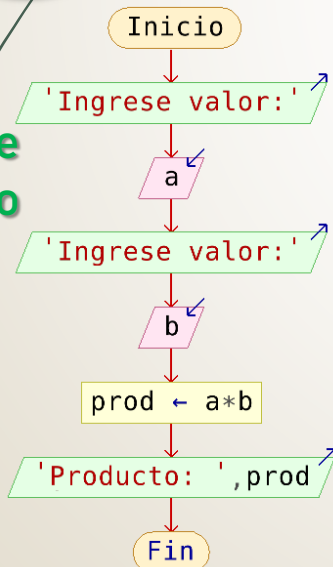 Inicio
'Ingrese valor:'
a
'Ingrese valor:'
b
prod ← a*b
'Producto: ',prod
Fin